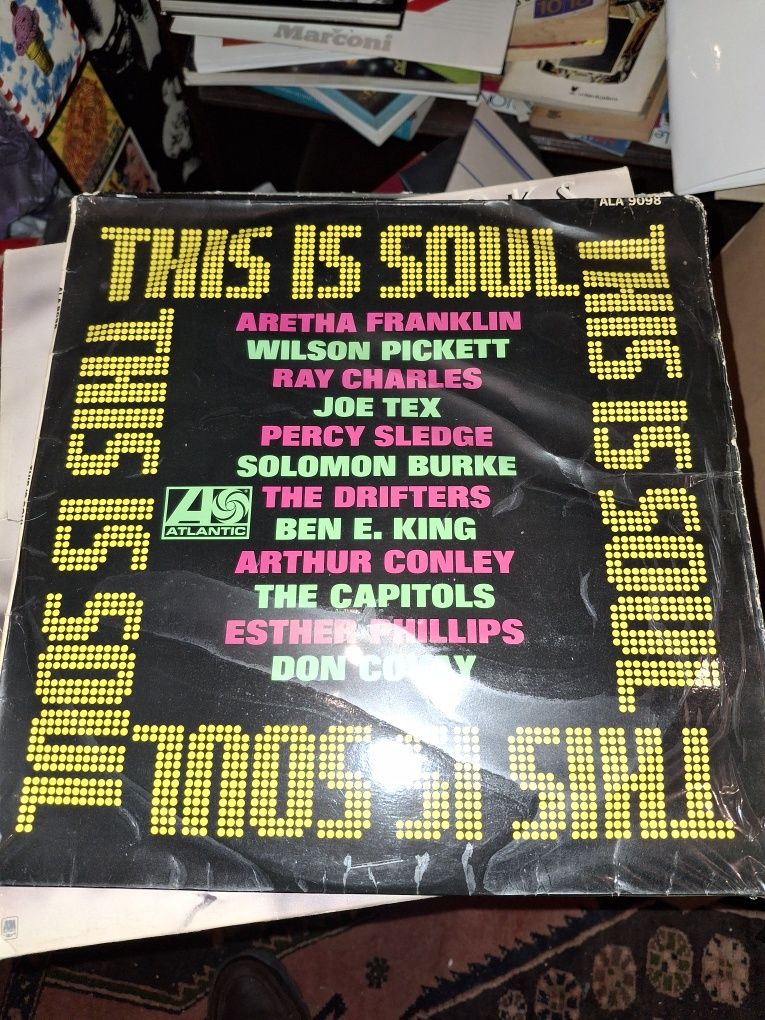 Marconi
ALA 9098
THIS IS SOUL
THIS IS SOUL
THIS IS SOUL
THIS IS SOUL
ARETHA FRANKLIN
WILSON PICKETT
RAY CHARLES
JOE TEX
PERCY SLEDGE
SOLOMON BURKE
THE DRIFTERS
ATLANTIC
BEN E. KING
ARTHUR CONLEY
THE CAPITOLS
ESTHER PHILLIPS
DON COVAY